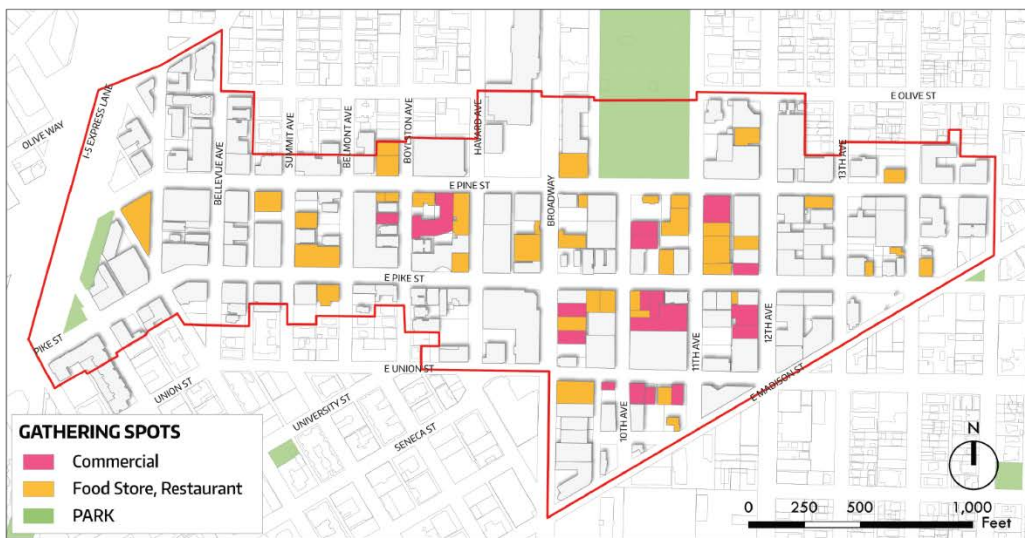 E OLIVE ST
OLIVE WAY
I-5 EXPRESS LANE
BELLEVUE AVE
SUMMIT AVE
BELMONT AVE
BOYLSTON AVE
HAVARD AVE
BROADWAY
13TH AVE
E PINE ST
E PIKE ST
PIKE ST
UNION ST
E UNION ST
UNIVERSITY ST
SENECA ST
10TH AVE
11TH AVE
12TH AVE
E MADISON ST
GATHERING SPOTS
Commercial
Food Store, Restaurant
PARK
N
0 250 500 1,000
Feet